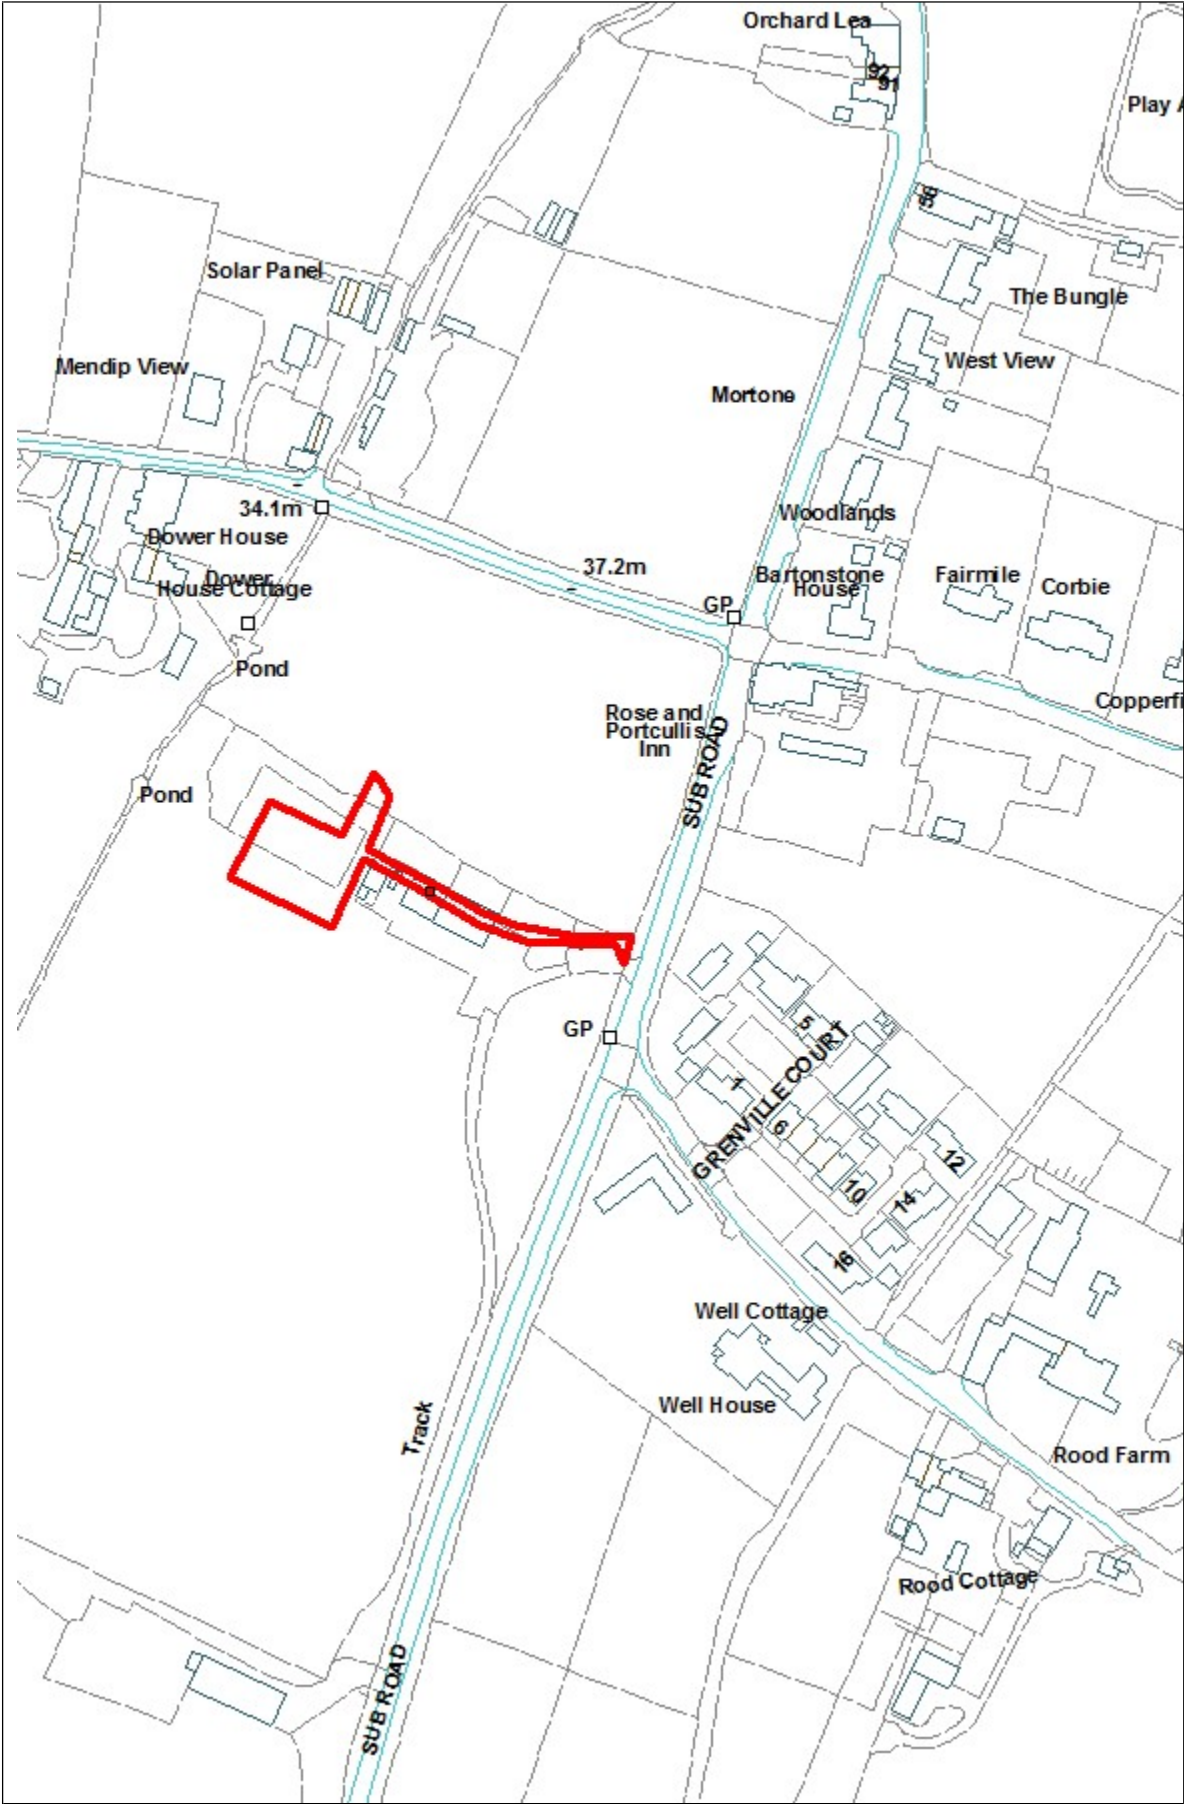 Orchard Lea
92
91
Play A
56
Solar Panel
The Bungle
Mendip View
West View
Mortone
34.1m
Woodlands
Dower House
37.2m
Dower
House Cottage
Bartonstone
House
Fairmile
Corbie
GP
Pond
Copperfi
Rose and
Portcullis
Inn
SUB ROAD
Pond
GP
5
1
GRENVILLE COURT
6
12
10
14
16
Well Cottage
Well House
Track
Rood Farm
Rood Cottage
SUB ROAD